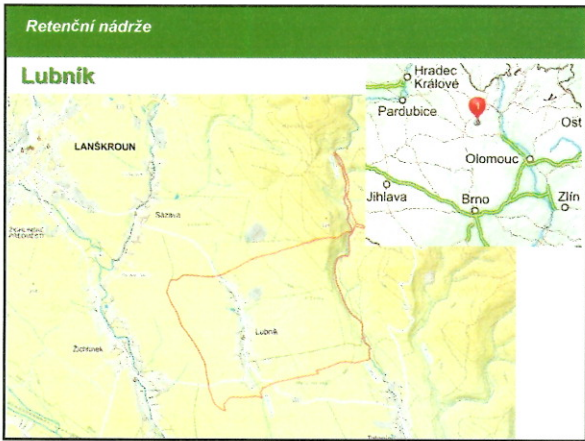 Retenční nádrže
Lubník
Hradec
Králové
Pardubice
Ost
LANŠKROUN
Olomouc
Jihlava
Brno
Zlín
Sázava
Lubník
Žichlínek